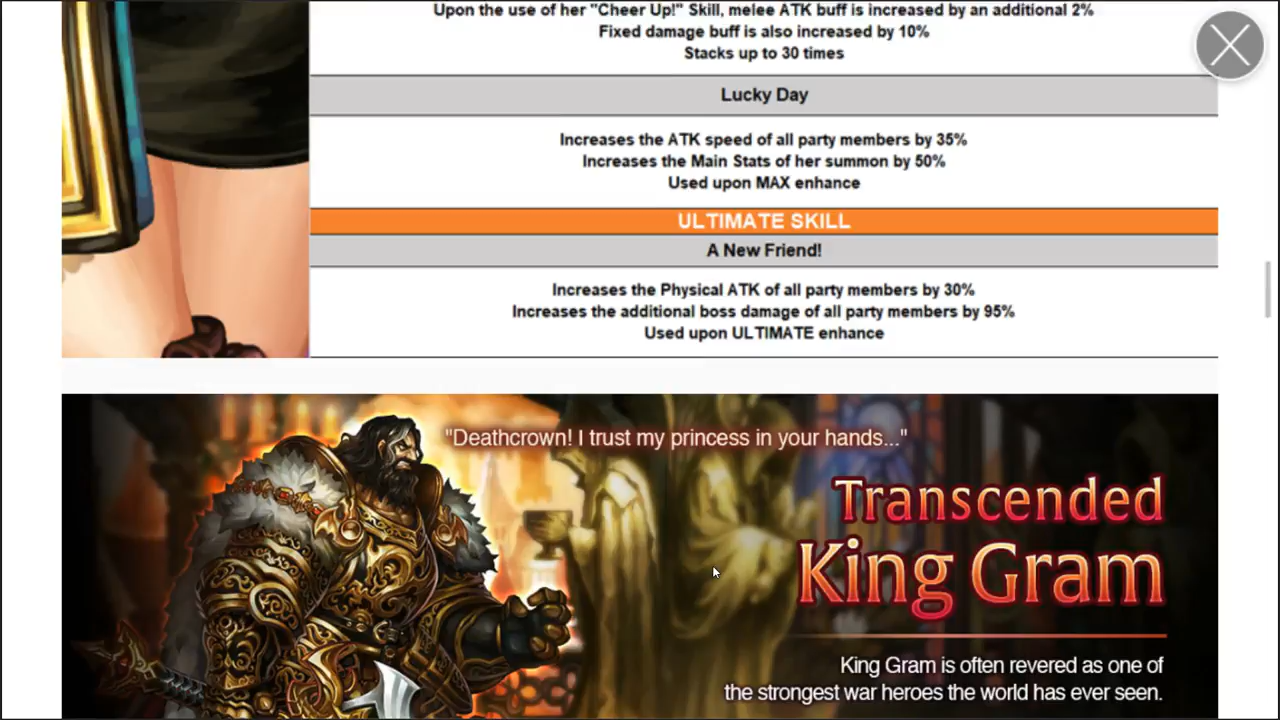 Upon the use of her "Cheer Up!" Skill, melee ATK buff is increased by an additional 2%
Fixed damage buff is also increased by 10%
Stacks up to 30 times
Lucky Day
Increases the ATK speed of all party members by 35%
Increases the Main Stats of her summon by 50%
Used upon MAX enhance
ULTIMATE SKILL
A New Friend!
Increases the Physical ATK of all party members by 30%
Increases the additional boss damage of all party members by 95%
Used upon ULTIMATE enhance
"Deathcrown! I trust my princess in your hands..."
Transcended
King Gram
King Gram is often revered as one of
the strongest war heroes the world has ever seen.